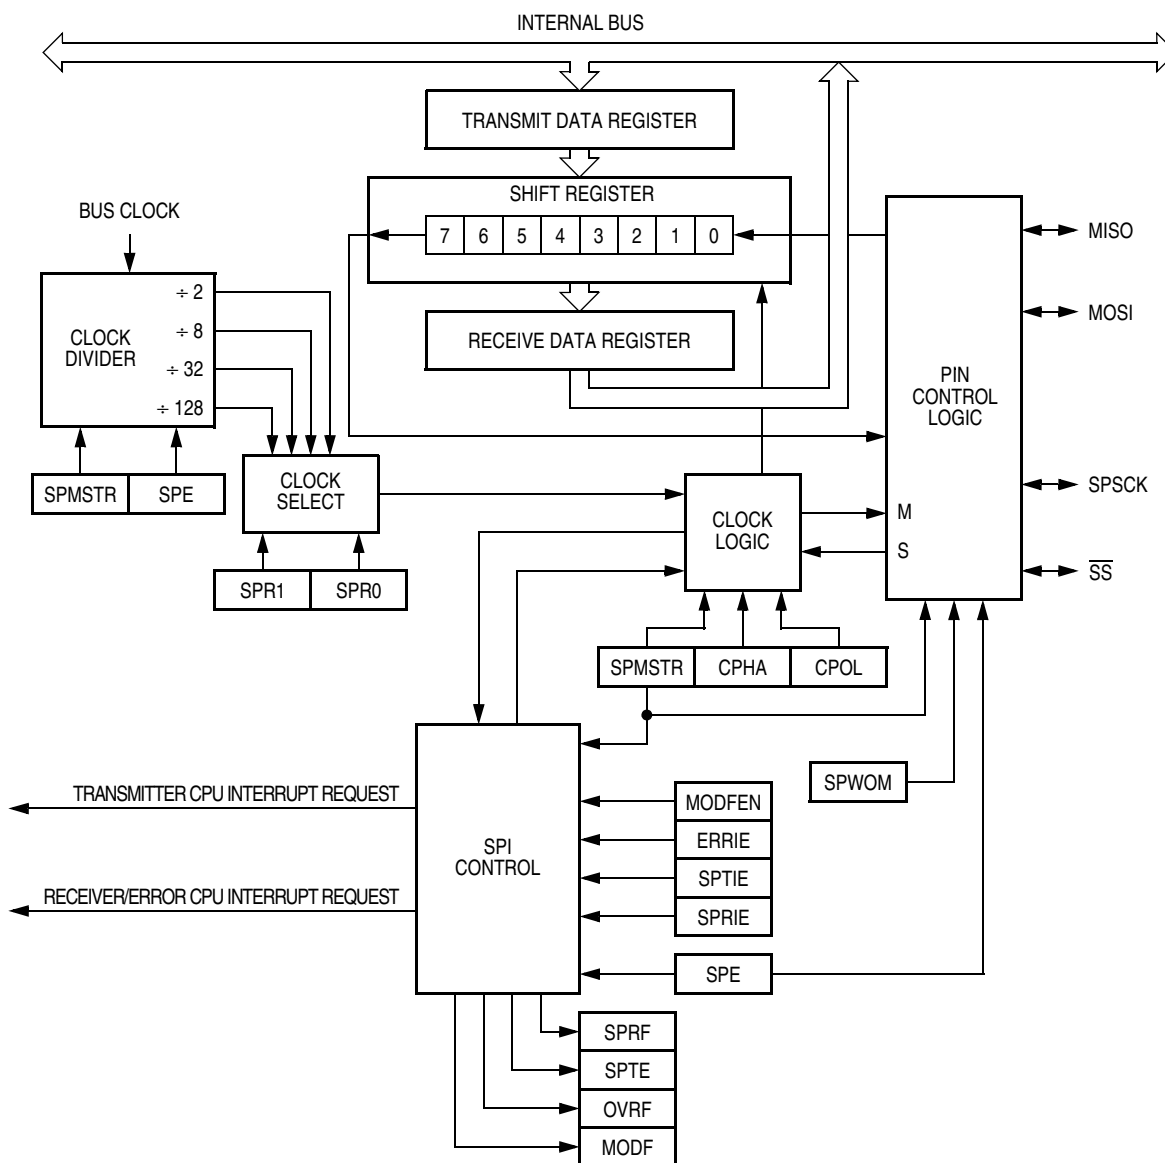 INTERNAL BUS
TRANSMIT DATA REGISTER
SHIFT REGISTER
7 6 5 4 3 2 1 0
RECEIVE DATA REGISTER
BUS CLOCK
CLOCK
DIVIDER
÷ 2
÷ 8
÷ 32
÷ 128
SPMSTR SPE
CLOCK
SELECT
SPR1 SPR0
CLOCK
LOGIC
SPMSTR CPHA CPOL
PIN
CONTROL
LOGIC
M
S
MISO
MOSI
SPSCK
SS
SPWOM
TRANSMITTER CPU INTERRUPT REQUEST
RECEIVER/ERROR CPU INTERRUPT REQUEST
SPI
CONTROL
MODFEN
ERRIE
SPTIE
SPRIE
SPE
SPRF
SPTE
OVRF
MODF